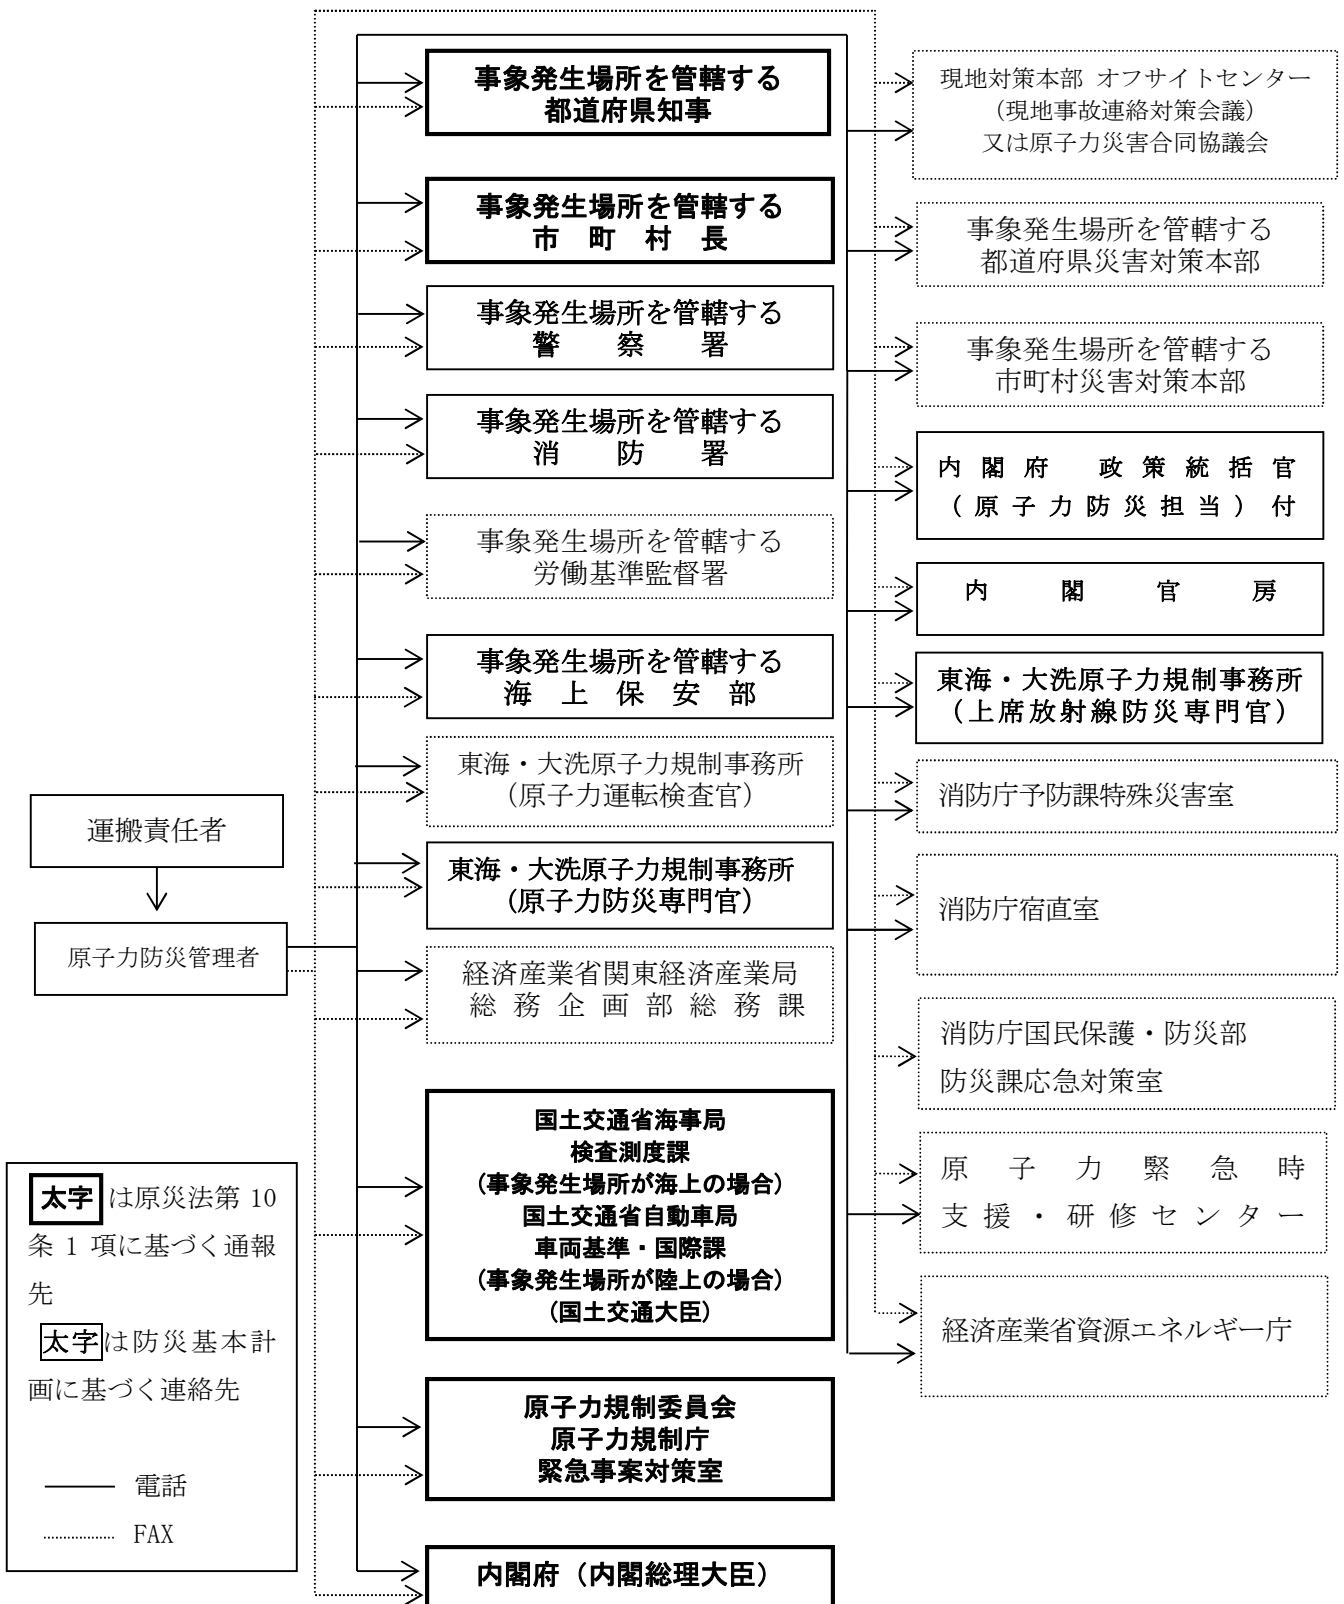 運搬責任者
原子力防災管理者
事象発生場所を管轄する
都道府県知事
事象発生場所を管轄する
市町村長
事象発生場所を管轄する
警察署
事象発生場所を管轄する
消防署
事象発生場所を管轄する
労働基準監督署
事象発生場所を管轄する
海上保安部
東海・大洗原子力規制事務所
(原子力運転検査官)
東海・大洗原子力規制事務所
(原子力防災専門官)
経済産業省関東経済産業局
総務企画部総務課
国土交通省海事局
検査測度課
(事象発生場所が海上の場合)
国土交通省自動車局
車両基準・国際課
(事象発生場所が陸上の場合)
(国土交通大臣)
原子力規制委員会
原子力規制庁
緊急事案対策室
内閣府(内閣総理大臣)
現地対策本部 オフサイトセンター
(現地事故連絡対策会議)
又は原子力災害合同協議会
事象発生場所を管轄する
都道府県災害対策本部
事象発生場所を管轄する
市町村災害対策本部
内閣府 政策統括官
(原子力防災担当)付
内閣官房
東海・大洗原子力規制事務所
(上席放射線防災専門官)
消防庁予防課特殊災害室
消防庁宿直室
消防庁国民保護・防災部
防災課応急対策室
原子力緊急時
支援・研修センター
経済産業省資源エネルギー庁
太字 は原災法第 10
条 1 項に基づく通報
先
太字は防災基本計
画に基づく連絡先
電話
FAX